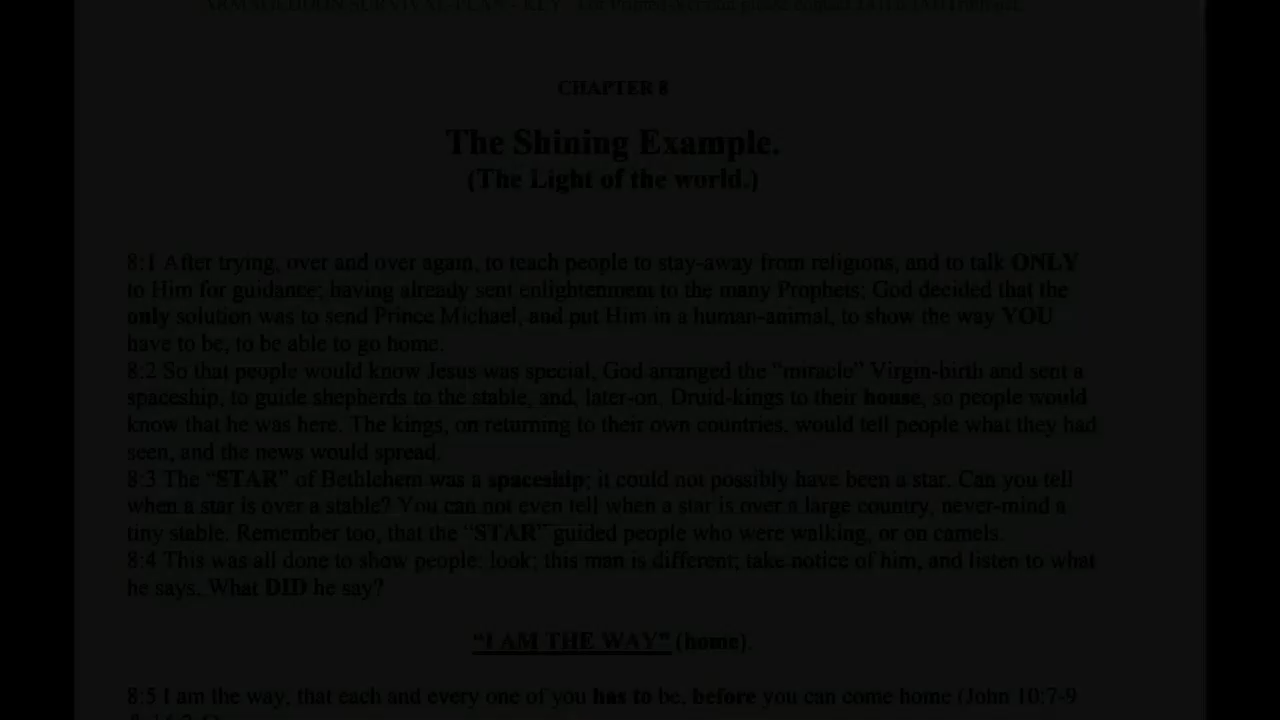 CHAPTER 8
The Shining Example.
(The Light of the world.)
8:1 After trying, over and over again, to teach people to stay-away from religions, and to talk ONLY
to Him for guidance; having already sent enlightenment to the many Prophets; God decided that the
only solution was to send Prince Michael, and put Him in a human-animal, to show the way YOU
have to be, to be able to go home.
8:2 So that people would know Jesus was special, God arranged the "miracle" Virgin-birth and sent a
spaceship, to guide shepherds to the stable, and, later-on, Druid-kings to their house, so people would
know that he was here. The kings, on returning to their own countries, would tell people what they had
seen, and the news would spread.
8:3 The "STAR" of Bethlehem was a spaceship; it could not possibly have been a star. Can you tell
when a star is over a stable? You can not even tell when a star is over a large country, never-mind a
tiny stable. Remember too, that the "STAR" guided people who were walking, or on camels.
8:4 This was all done to show people: look; this man is different; take notice of him, and listen to what
he says. What DID he say?
"I AM THE WAY" (home).
8:5 I am the way, that each and every one of you has to be, before you can come home (John 10:7-9